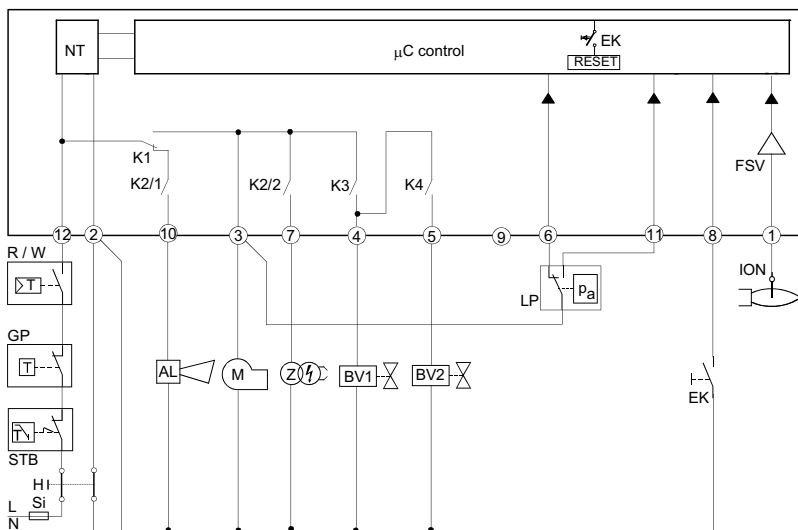 NT
μC control
EK
RESET
K1
K2/1
K2/2
K3
K4
FSV
12
2
10
3
7
4
5
9
6
11
8
1
R / W
T
LP
pa
ION
GP
T
AL
M
Z
BV1
BV2
EK
T
STB
H
Si
L
N